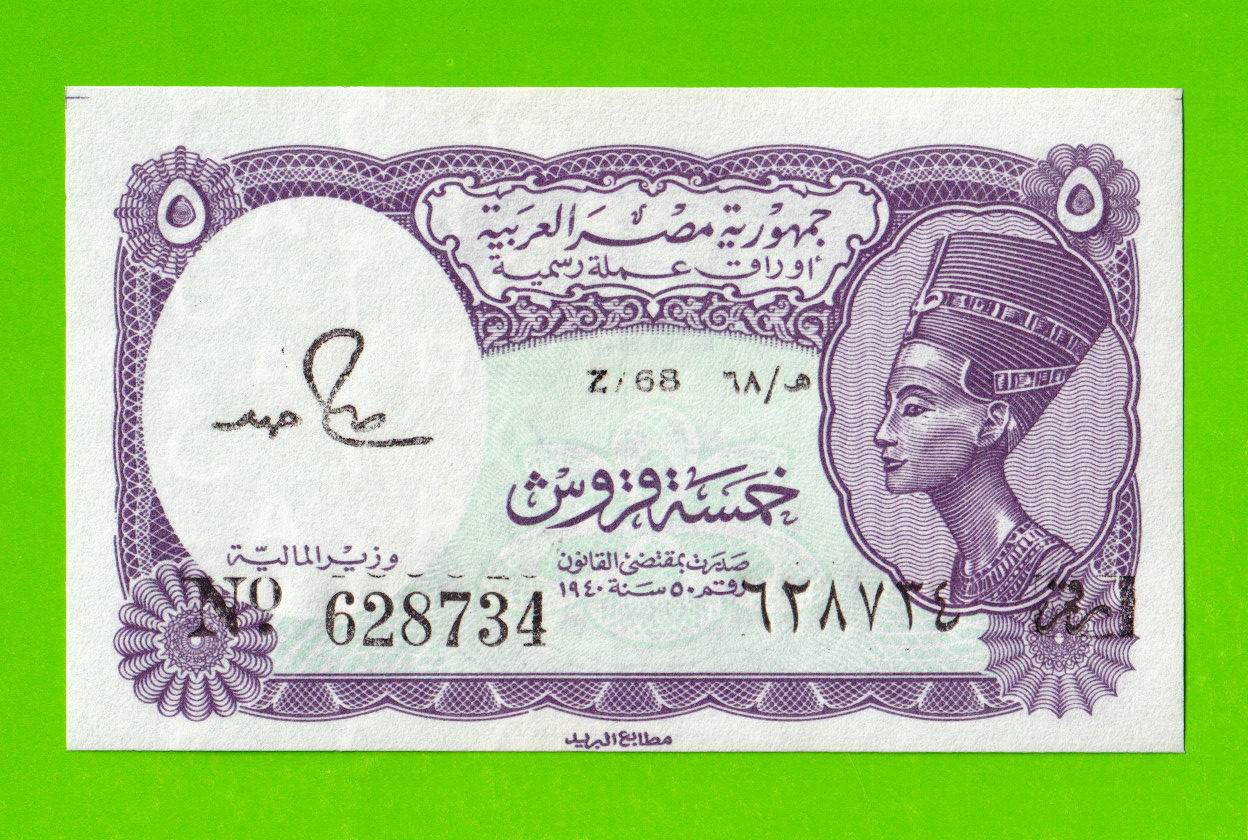 ٥ ٥
جمهورية مصر العربية
أوراق عملة رسمية
Z/68 ه/٦٨
خمسة قروش
وزير المالية
صدرت بمقتضى القانون
رقم ٥٠ سنة ١٩٤٠
Nº 628734 ٦٢٨٧٣٤
مطابع البريد